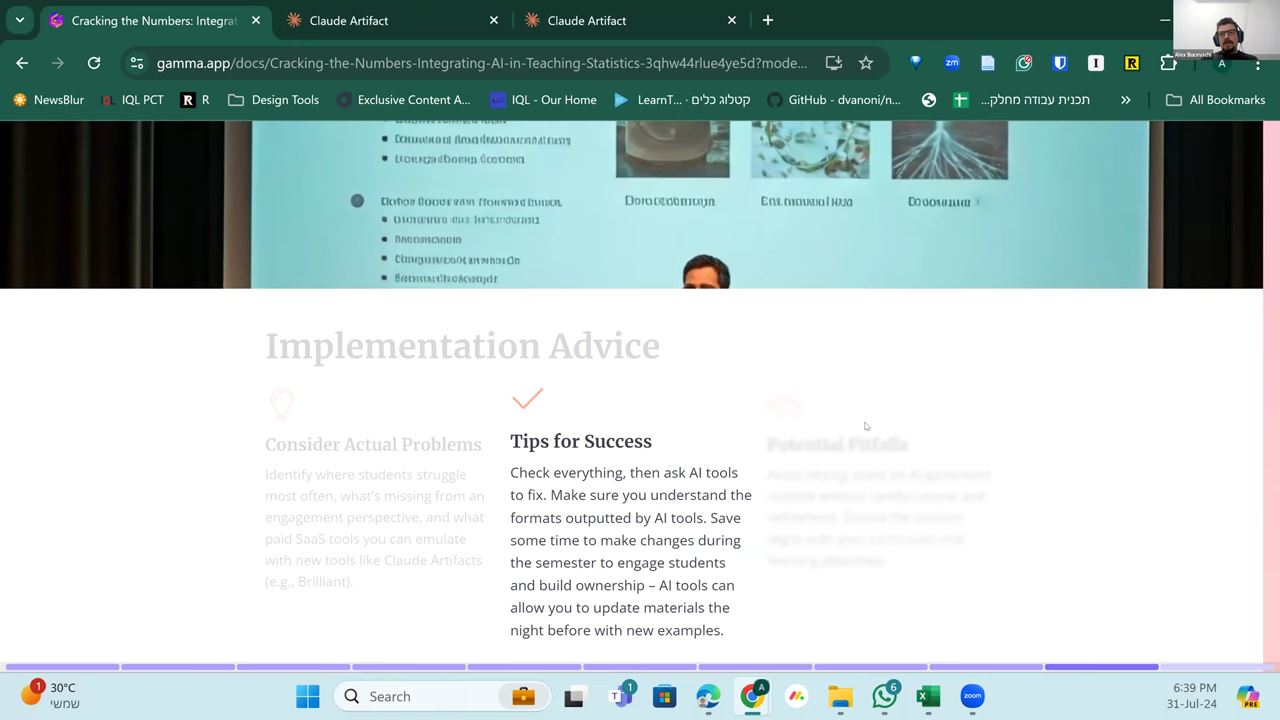 Cracking the Numbers: Integrat
Claude Artifact
Claude Artifact
gamma.app/docs/Cracking-the-Numbers-Integrating-AI-in-Teaching-Statistics-3qhw44rlue4ye5d?mode...
NewsBlur
IQL PCT
R
Design Tools
Exclusive Content A...
IQL - Our Home
LearnT... · קטלוג כלים
GitHub - dvanoni/n...
תכנית עבודה מחלק...
All Bookmarks
Alex Bucevschi
Implementation Advice
Consider Actual Problems
Identify where students struggle
most often, what's missing from an
engagement perspective, and what
paid SaaS tools you can emulate
with new tools like Claude Artifacts
(e.g., Brilliant).
Tips for Success
Check everything, then ask AI tools
to fix. Make sure you understand the
formats outputted by AI tools. Save
some time to make changes during
the semester to engage students
and build ownership – AI tools can
allow you to update materials the
night before with new examples.
Potential Pitfalls
1
30°C
שמשי
Search
1
A
6
zoom
6:39 PM
31-Jul-24
PRE